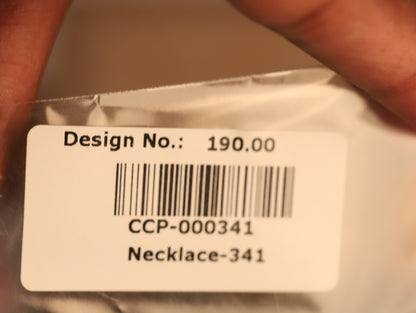 Design No.: 190.00
CCP-000341
Necklace-341